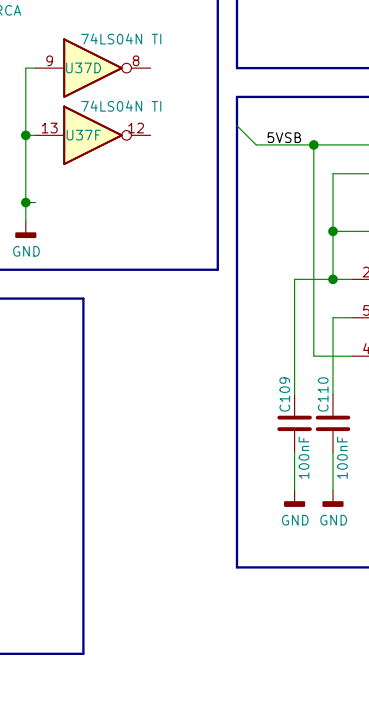 RCA
74LS04N TI
9
U37D
8
74LS04N TI
13
U37F
12
GND
5VSB
2
5
4
C109
100nF
C110
100nF
GND
GND